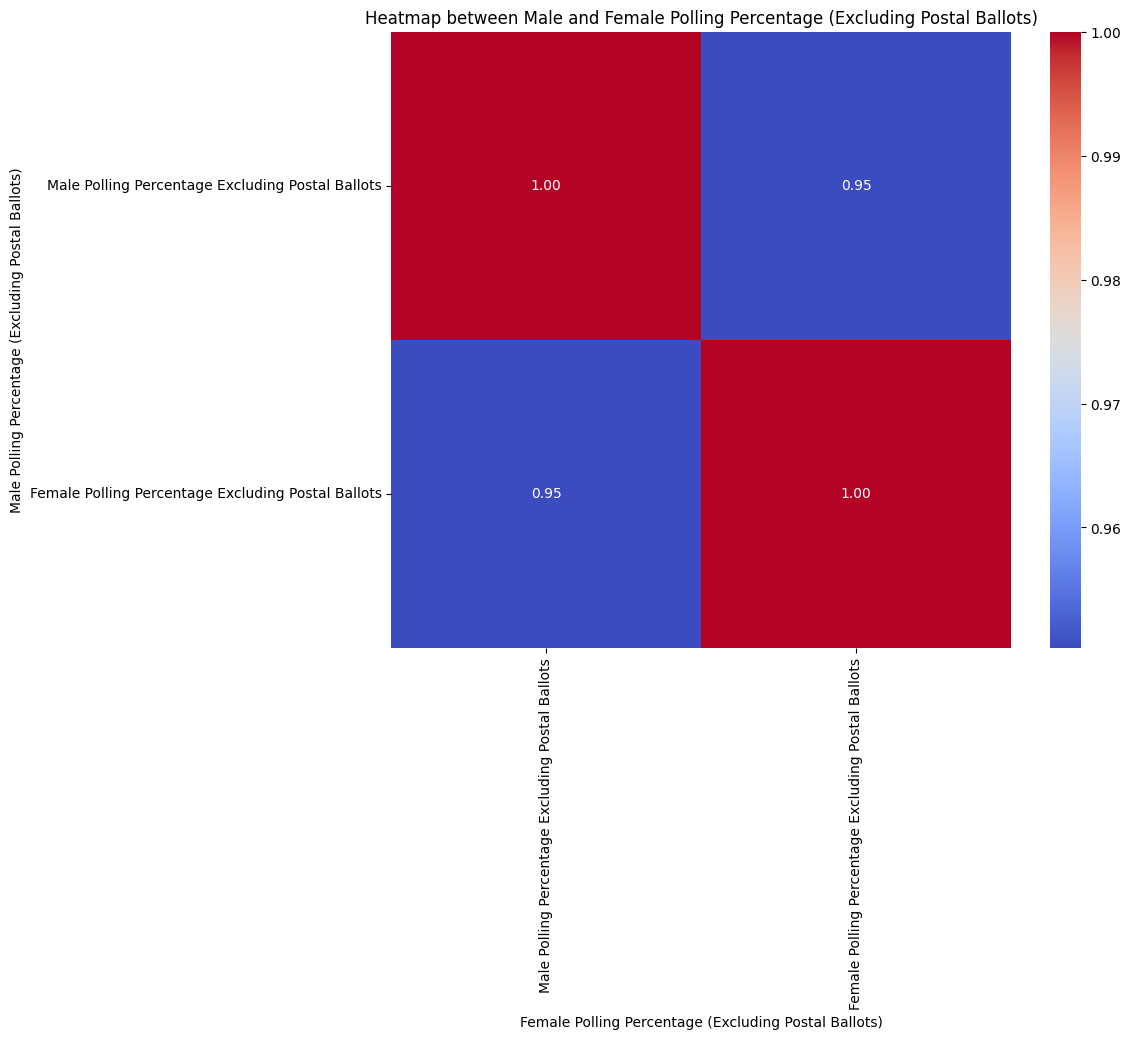 Heatmap between Male and Female Polling Percentage (Excluding Postal Ballots)
Male Polling Percentage (Excluding Postal Ballots)
Male Polling Percentage Excluding Postal Ballots
1.00
0.95
Female Polling Percentage Excluding Postal Ballots
0.95
1.00
1.00
0.99
0.98
0.97
0.96
Male Polling Percentage Excluding Postal Ballots
Female Polling Percentage Excluding Postal Ballots
Female Polling Percentage (Excluding Postal Ballots)